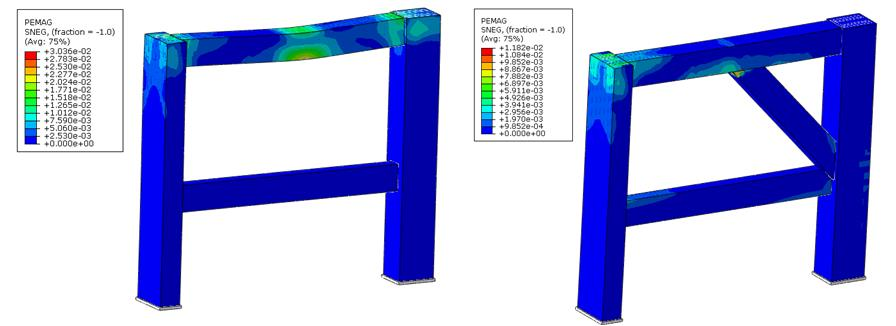 PEMAG
SNEG, (fraction = -1.0)
(Avg: 75%)
+3.036e-02
+2.783e-02
+2.530e-02
+2.277e-02
+2.024e-02
+1.771e-02
+1.518e-02
+1.265e-02
+1.012e-02
+7.590e-03
+5.060e-03
+2.530e-03
+0.000e+00
PEMAG
SNEG, (fraction = -1.0)
(Avg: 75%)
+1.182e-02
+1.084e-02
+9.852e-03
+8.867e-03
+7.882e-03
+6.897e-03
+5.911e-03
+4.926e-03
+3.941e-03
+2.956e-03
+1.970e-03
+9.852e-04
+0.000e+00